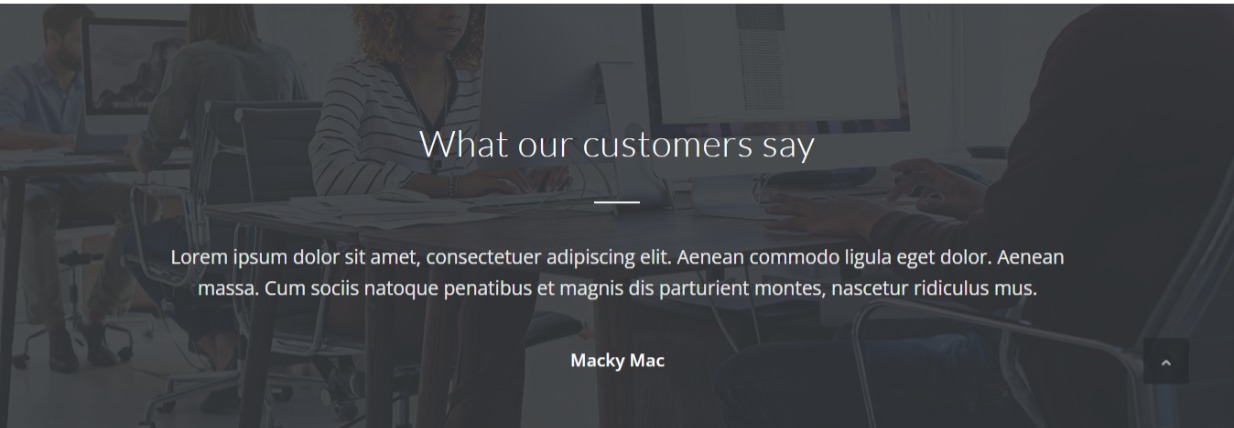 What our customers say
Lorem ipsum dolor sit amet, consectetuer adipiscing elit. Aenean commodo ligula eget dolor. Aenean
massa. Cum sociis natoque penatibus et magnis dis parturient montes, nascetur ridiculus mus.
Macky Mac